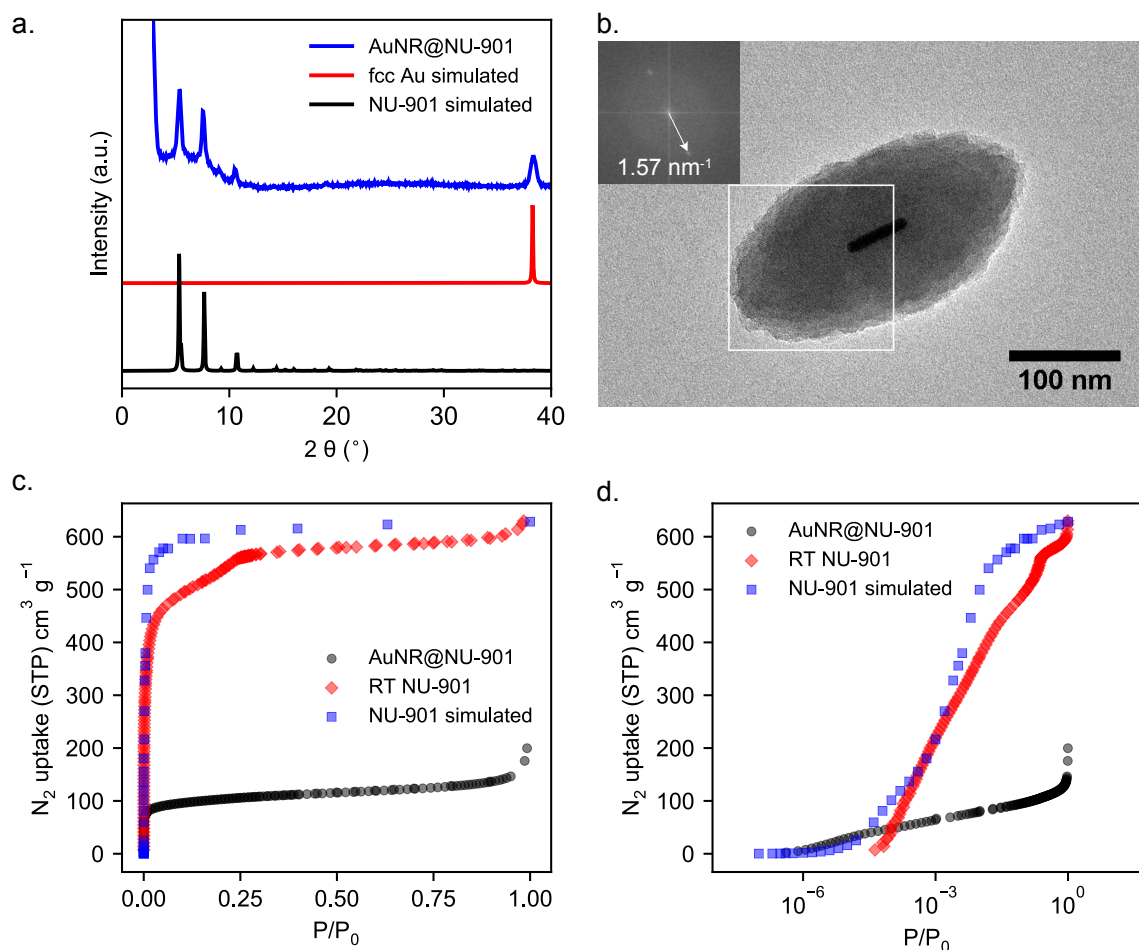 a.
AuNR@NU-901
fcc Au simulated
NU-901 simulated
Intensity (a.u.)
0 10 20 30 40
2 θ (°)
b.
1.57 nm⁻¹
100 nm
c.
600
500
400
300
200
100
0
N₂ uptake (STP) cm³ g⁻¹
AuNR@NU-901
RT NU-901
NU-901 simulated
0.00 0.25 0.50 0.75 1.00
P/P₀
d.
600
500
400
300
200
100
0
N₂ uptake (STP) cm³ g⁻¹
AuNR@NU-901
RT NU-901
NU-901 simulated
10⁻⁶ 10⁻³ 10⁰
P/P₀